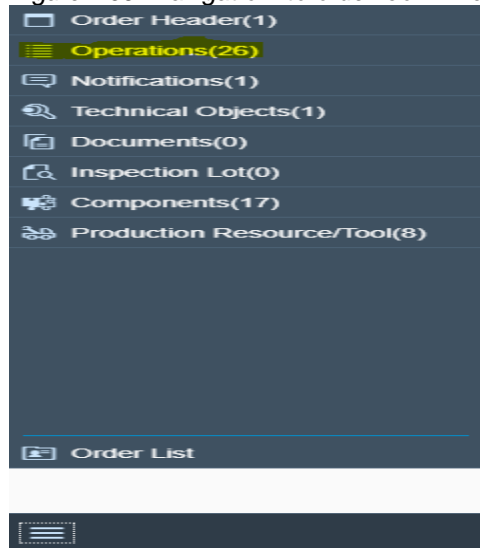 Order Header(1)
Operations(26)
Notifications(1)
Technical Objects(1)
Documents(0)
Inspection Lot(0)
Components(17)
Production Resource/Tool(8)
Order List